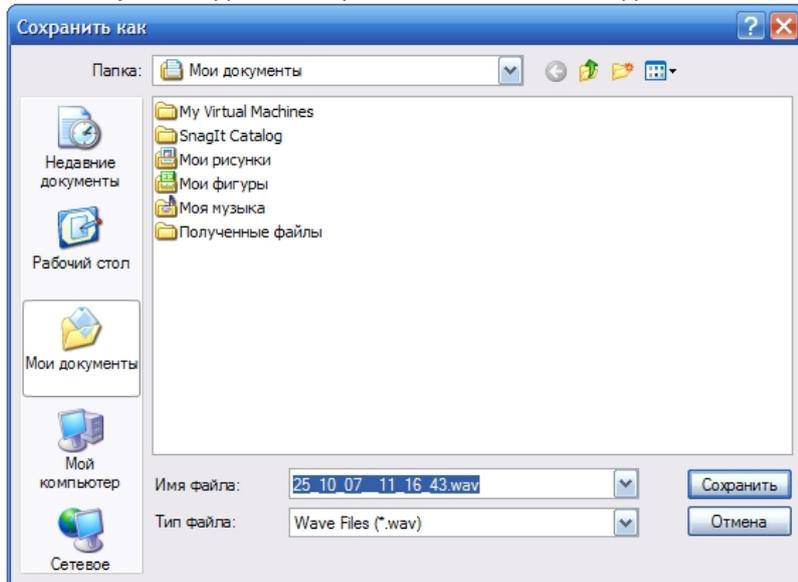 Сохранить как
Папка:
Мои документы
My Virtual Machines
SnagIt Catalog
Мои рисунки
Мои фигуры
Моя музыка
Полученные файлы
Недавние
документы
Рабочий стол
Мои документы
Мой
компьютер
Сетевое
Имя файла:
25_10_07__11_16_43.wav
Сохранить
Тип файла:
Wave Files (*.wav)
Отмена